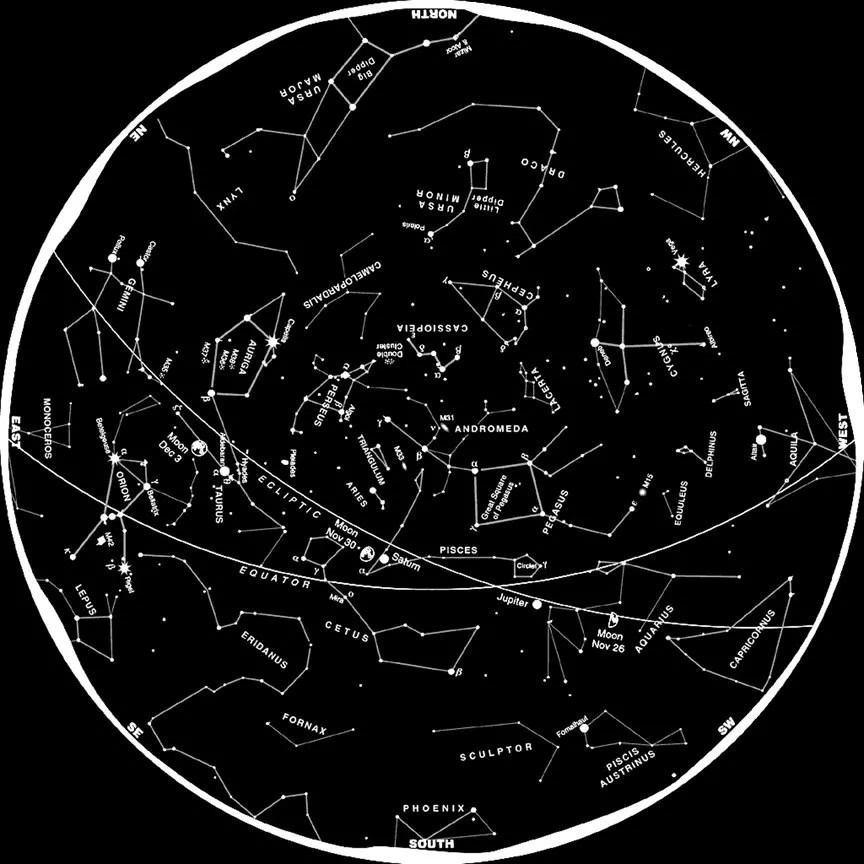 NORTH
Mizar
& Alcor
Big
Dipper
URSA
MAJOR
NE
NW
HERCULES
DRACO
β
Little
Dipper
URSA
MINOR
Polaris
α
LYNX
ο
Pollux
Castor
GEMINI
CAMELOPARDALIS
CEPHEUS
γ
β
α
δ
Vega
LYRA
Capella
AURIGA
M37
M36
M38
M35
β
CASSIOPEIA
Double
Cluster
ε
α
β
PERSEUS
α
Algol
β
Deneb
CYGNUS
χ
Albireo
LACERTA
SAGITTA
MONOCEROS
EAST
WEST
Betelgeuse
α
ORION
γ
Bellatrix
ζ
Moon
Dec 3
Aldebaran
α
Hyades
TAURUS
Pleiades
M31
ANDROMEDA
γ
β
M33
TRIANGULUM
ARIES
α
β
Great Square
of Pegasus
γ
α
PEGASUS
ε
M15
EQUULEUS
DELPHINUS
Altair
AQUILA
κ
M42
β
Rigel
LEPUS
ECLIPTIC
Moon
Nov 30
Saturn
α
PISCES
Circlet
γ
EQUATOR
α
γ
Mira
ο
CETUS
β
Jupiter
Moon
Nov 26
AQUARIUS
CAPRICORNUS
ERIDANUS
FORNAX
SCULPTOR
Fomalhaut
PISCIS
AUSTRINUS
SE
SW
PHOENIX
SOUTH